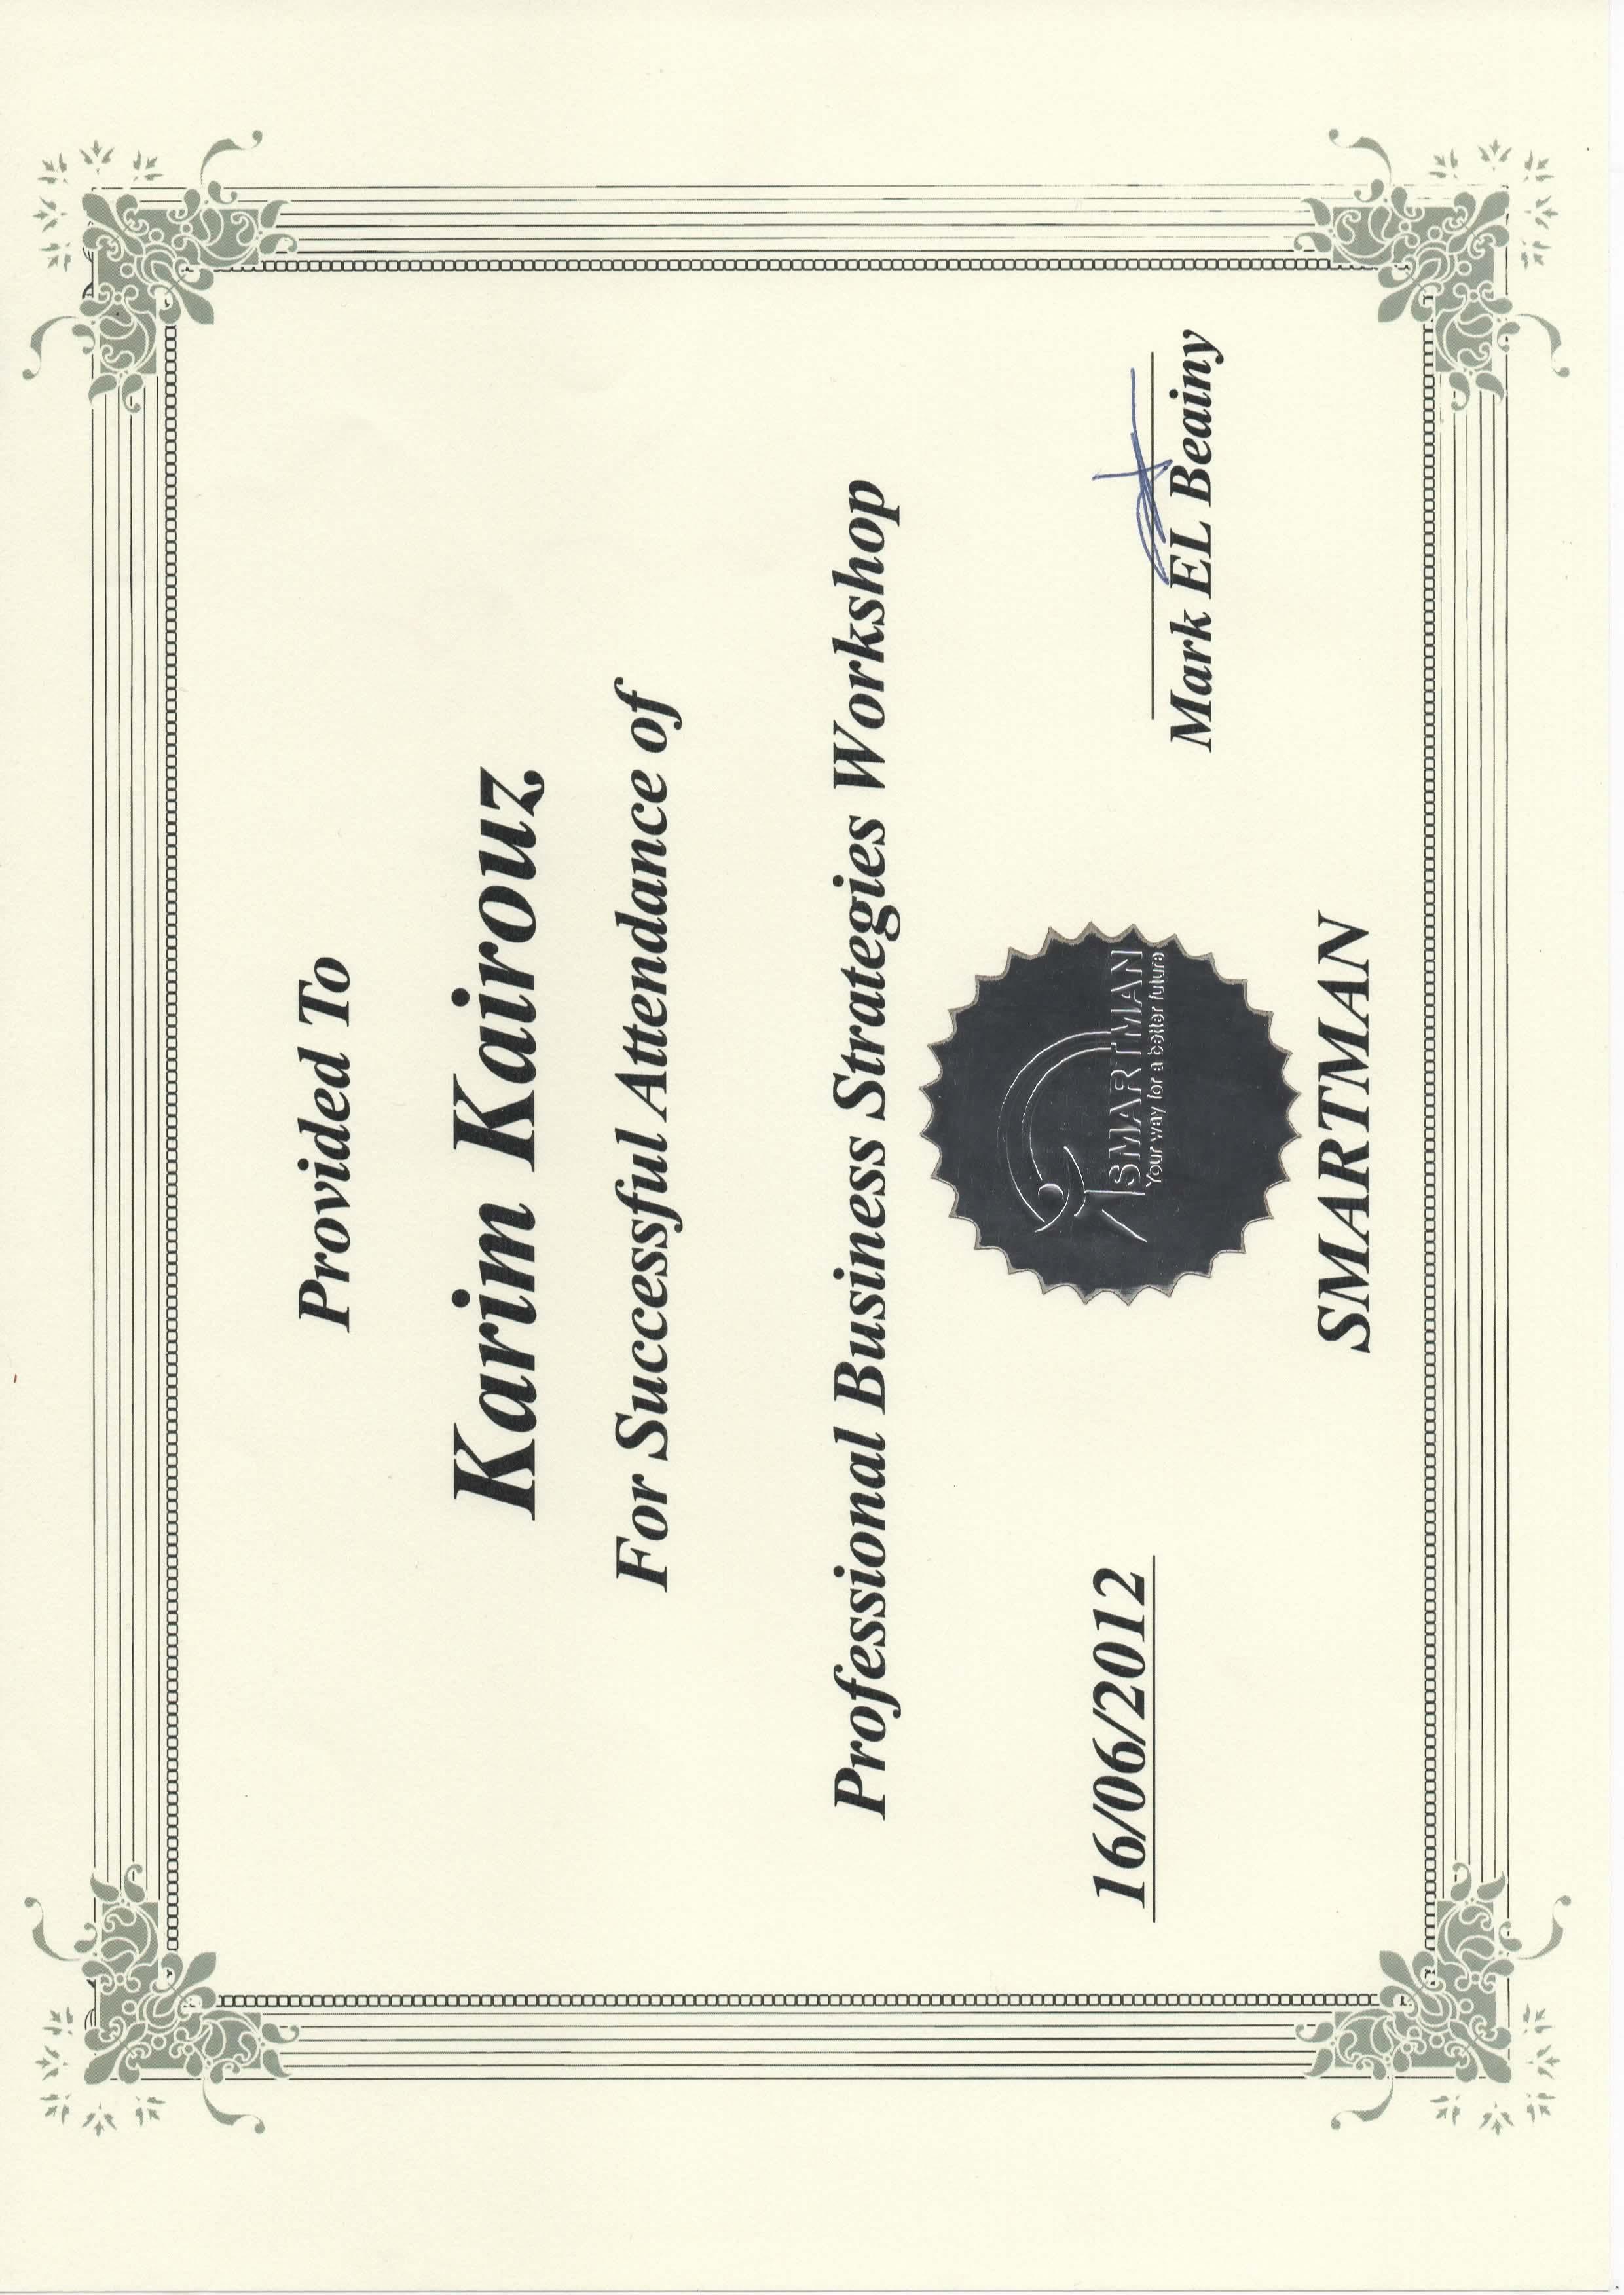 Provided To
Karim Kairouz
For Successful Attendance of
Professional Business Strategies Workshop
16/06/2012
SMARTMAN
Your way for a better future
Mark EL Beainy
SMARTMAN